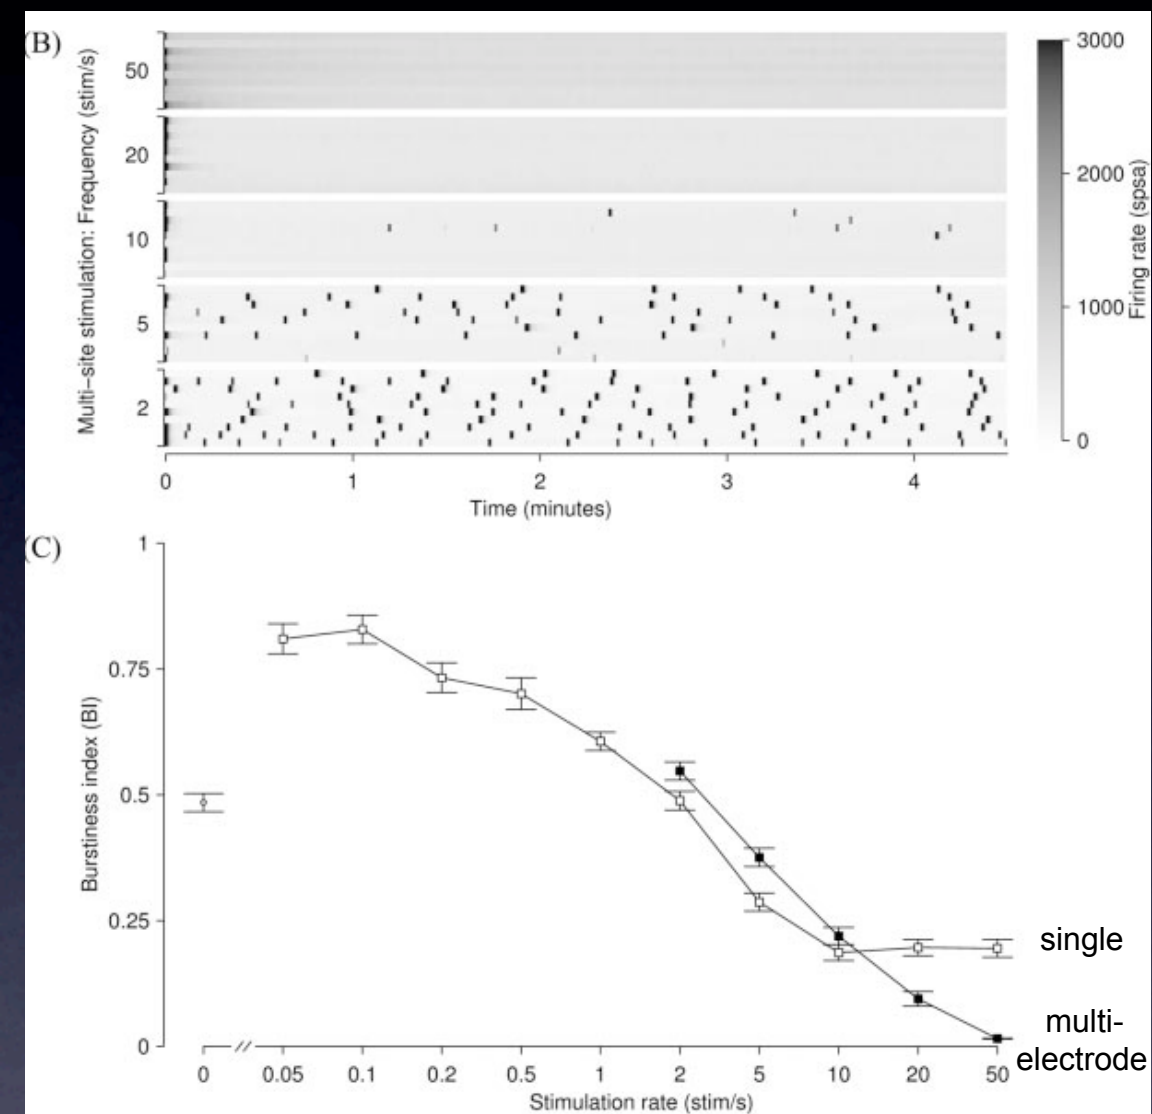 (B)
Multi–site stimulation: Frequency (stim/s)
50
20
10
5
2
0 1 2 3 4
Time (minutes)
3000
2000
1000
0
Firing rate (spsa)
(C)
Burstiness index (BI)
1
0.75
0.5
0.25
0
0 // 0.05 0.1 0.2 0.5 1 2 5 10 20 50
Stimulation rate (stim/s)
single
multi-
electrode